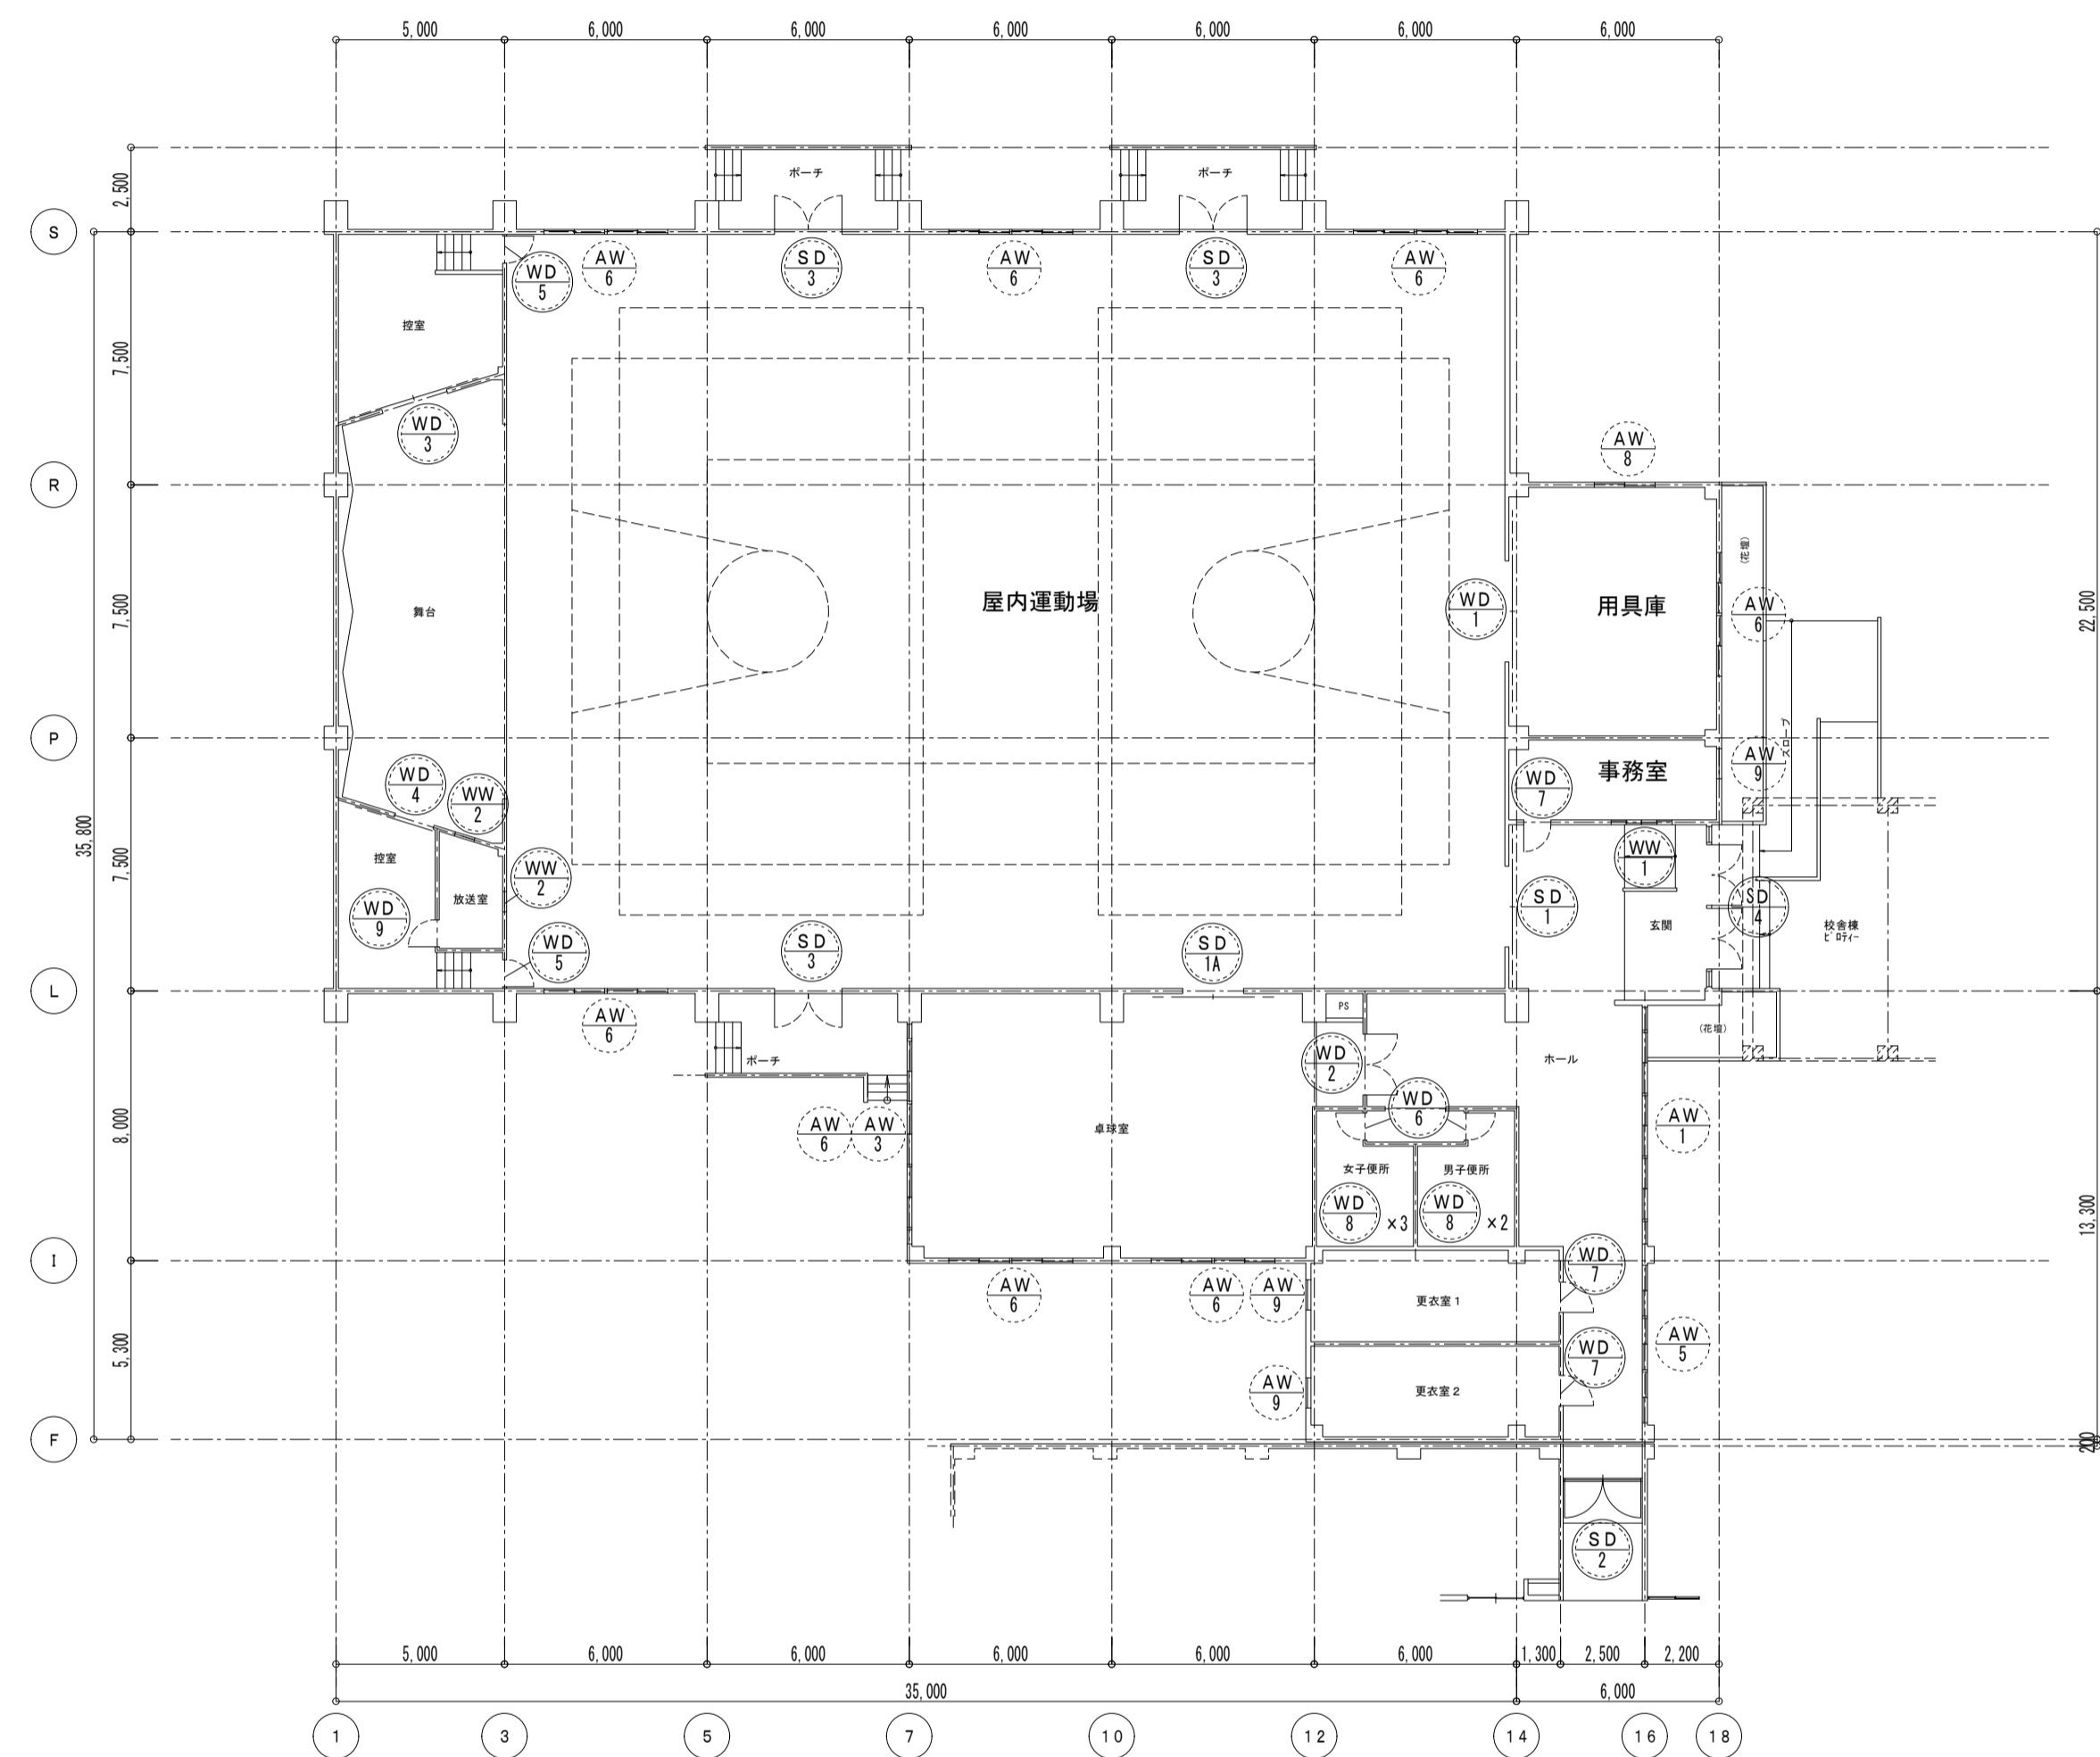 5,000 6,000 6,000 6,000 6,000 6,000 6,000
2,500
ポーチ ポーチ
S
WD 5
AW 6
SD 3
AW 6
SD 3
AW 6
控室
7,500
WD 3
AW 8
R
(花壇)
舞台
屋内運動場
WD 1
用具庫
AW 6
7,500
22,500
スロープ
P
WD 4
WW 2
WD 7
事務室
AW 9
35,800
控室
放送室
WW 2
WW 1
7,500
WD 9
WD 5
SD 3
SD 1A
SD 1
玄関
SD 4
校舎棟
ピロティー
L
AW 6
PS
ポーチ
WD 2
ホール
(花壇)
8,000
AW 6
AW 3
卓球室
WD 6
AW 1
女子便所 男子便所
WD 8 ×3
WD 8 ×2
13,300
I
AW 6
AW 6
AW 9
更衣室1
WD 7
5,300
AW 9
更衣室2
WD 7
AW 5
F
200
SD 2
5,000 6,000 6,000 6,000 6,000 6,000 1,300 2,500 2,200
35,000 6,000
1 3 5 7 10 12 14 16 18